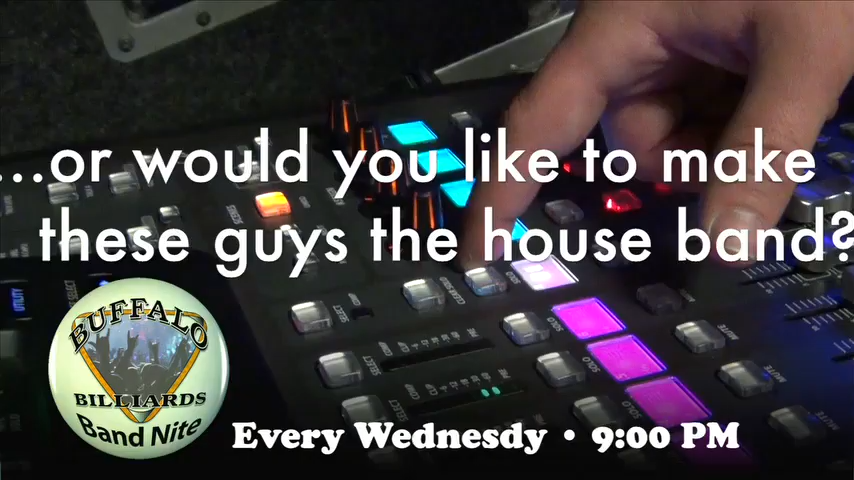 ...or would you like to make
these guys the house band?
BUFFALO
BILLIARDS
Band Nite
Every Wednesdy • 9:00 PM